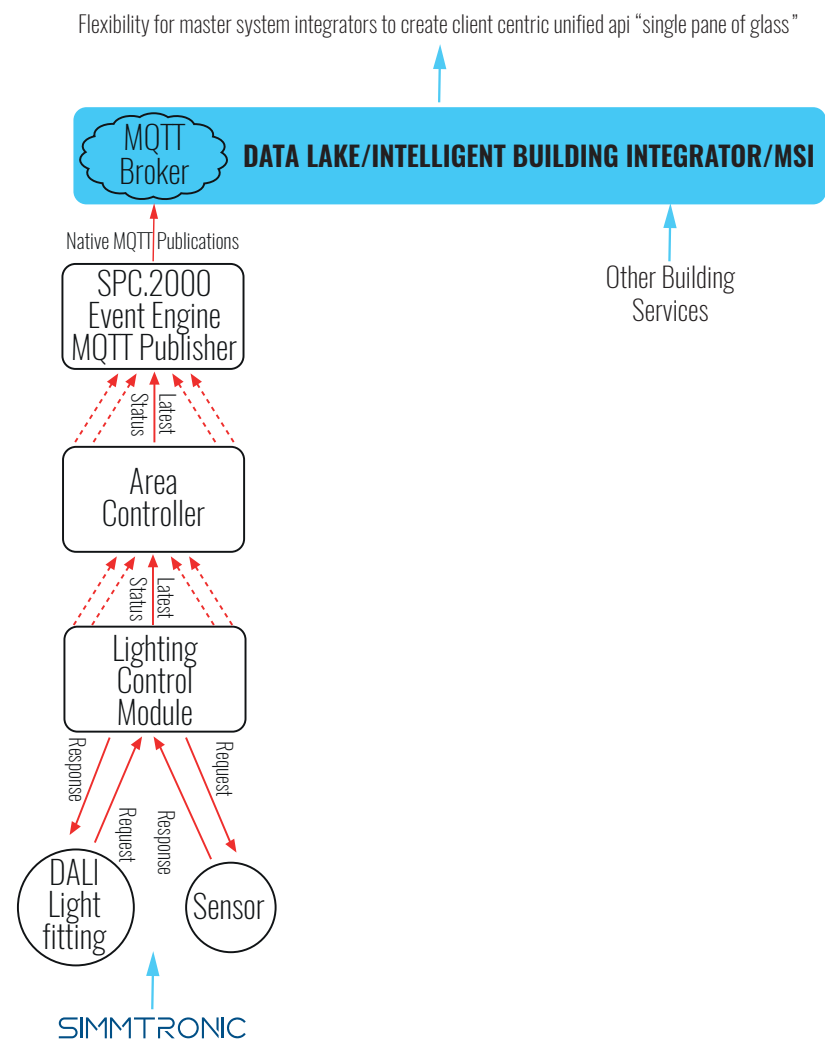 Flexibility for master system integrators to create client centric unified api “single pane of glass”
MQTT
Broker
DATA LAKE/INTELLIGENT BUILDING INTEGRATOR/MSI
Native MQTT Publications
Other Building
Services
SPC.2000
Event Engine
MQTT Publisher
Latest
Status
Area
Controller
Latest
Status
Lighting
Control
Module
Response
Request
Request
Response
DALI
Light
fitting
Sensor
SIMMTRONIC